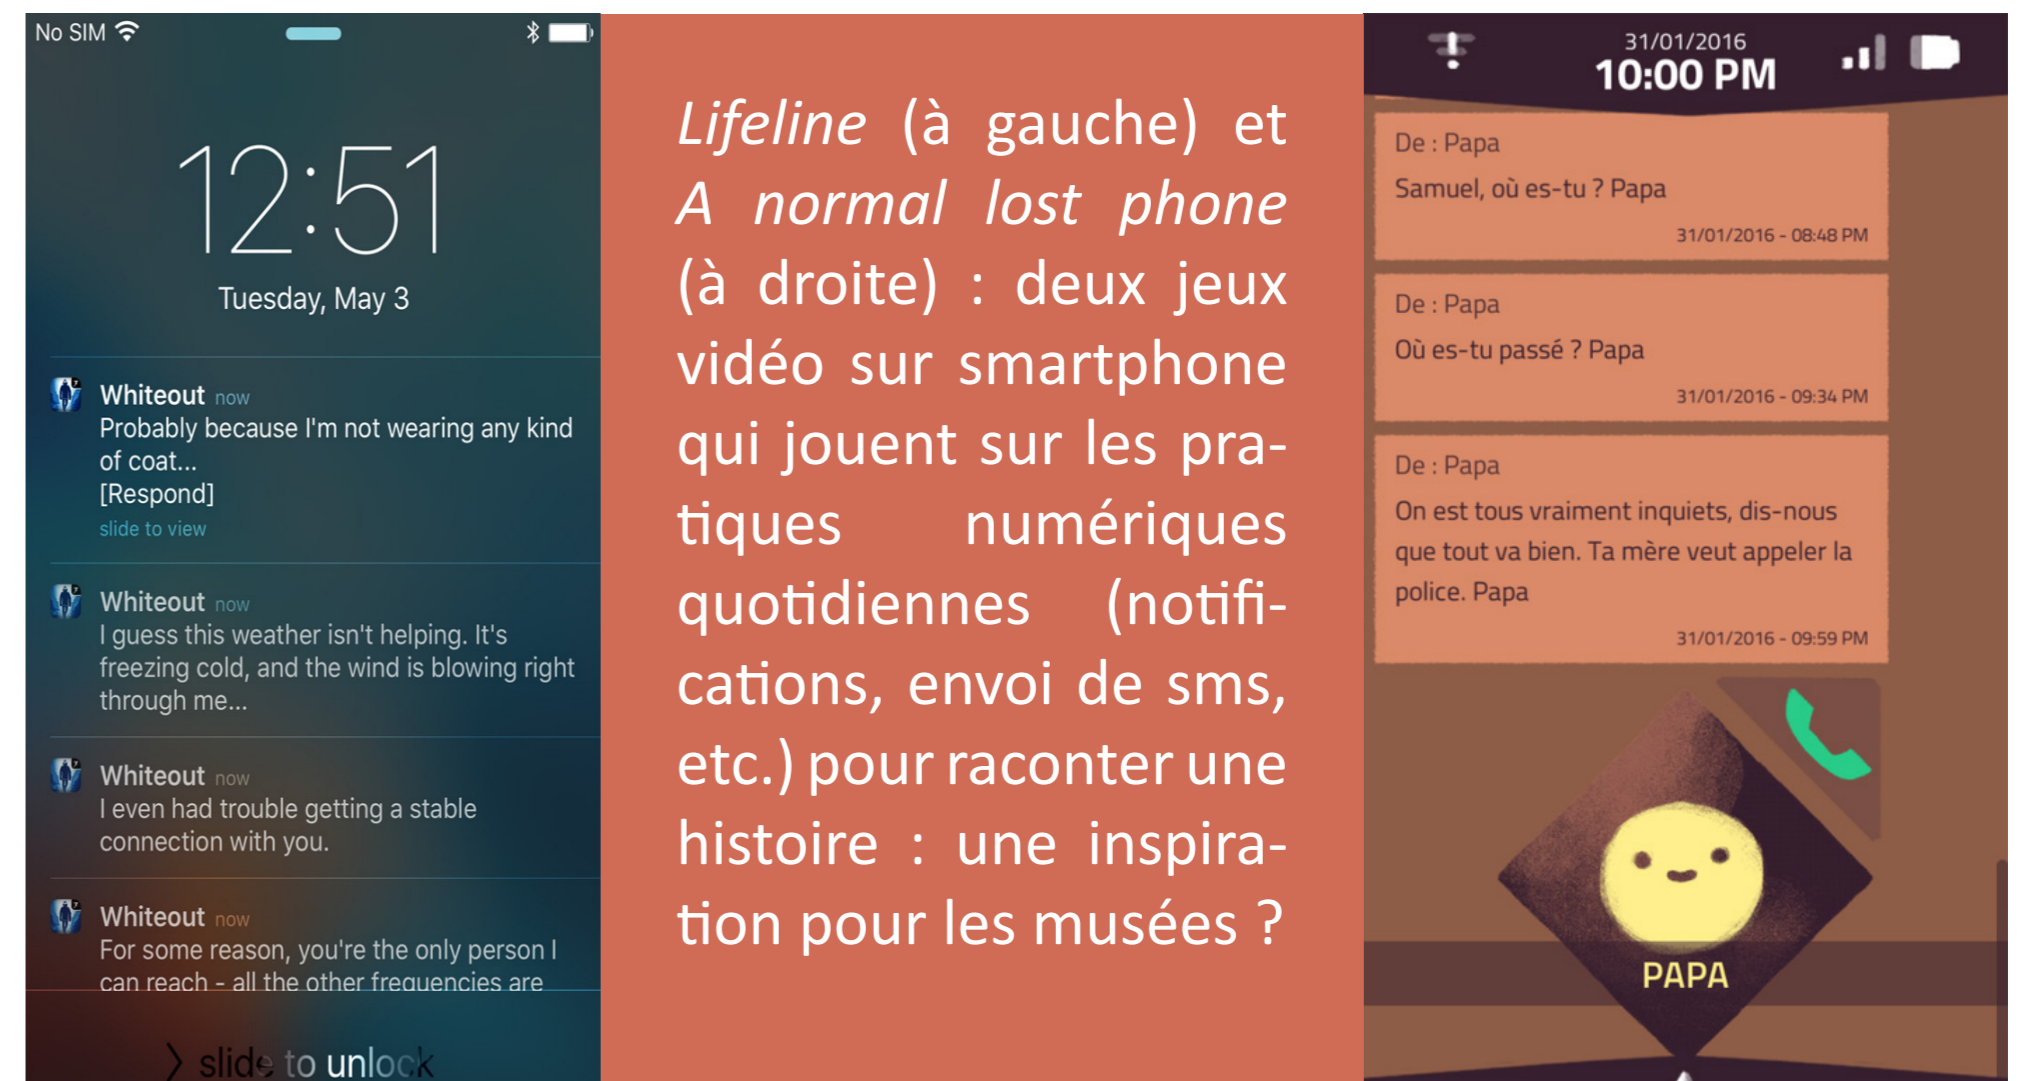 No SIM
12:51
Tuesday, May 3
Whiteout now
Probably because I'm not wearing any kind
of coat...
[Respond]
slide to view
Whiteout now
I guess this weather isn't helping. It's
freezing cold, and the wind is blowing right
through me...
Whiteout now
I even had trouble getting a stable
connection with you.
Whiteout now
For some reason, you're the only person I
can reach - all the other frequencies are
> slide to unlock
Lifeline (à gauche) et
A normal lost phone
(à droite) : deux jeux
vidéo sur smartphone
qui jouent sur les pra-
tiques numériques
quotidiennes (notifi-
cations, envoi de sms,
etc.) pour raconter une
histoire : une inspira-
tion pour les musées ?
31/01/2016
10:00 PM
De : Papa
Samuel, où es-tu ? Papa
31/01/2016 - 08:48 PM
De : Papa
Où es-tu passé ? Papa
31/01/2016 - 09:34 PM
De : Papa
On est tous vraiment inquiets, dis-nous
que tout va bien. Ta mère veut appeler la
police. Papa
31/01/2016 - 09:59 PM
PAPA